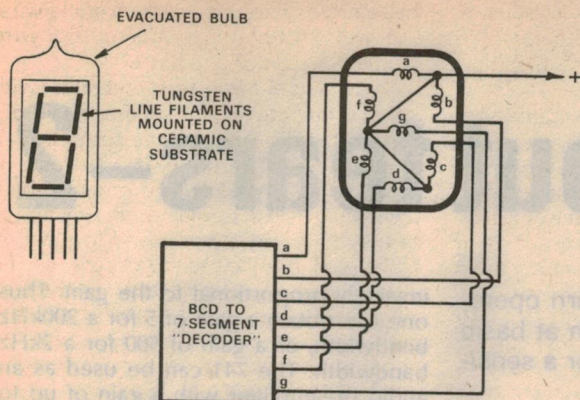 EVACUATED BULB
TUNGSTEN
LINE FILAMENTS
MOUNTED ON
CERAMIC
SUBSTRATE
a
+
f
b
g
e
c
d
BCD TO
7-SEGMENT
"DECODER"
a
b
c
d
e
f
g